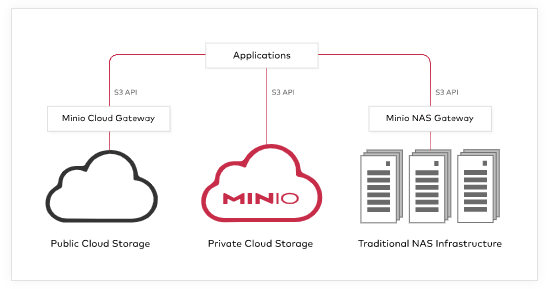 Applications
S3 API
S3 API
S3 API
Minio Cloud Gateway
Minio NAS Gateway
MINIO
Public Cloud Storage
Private Cloud Storage
Traditional NAS Infrastructure